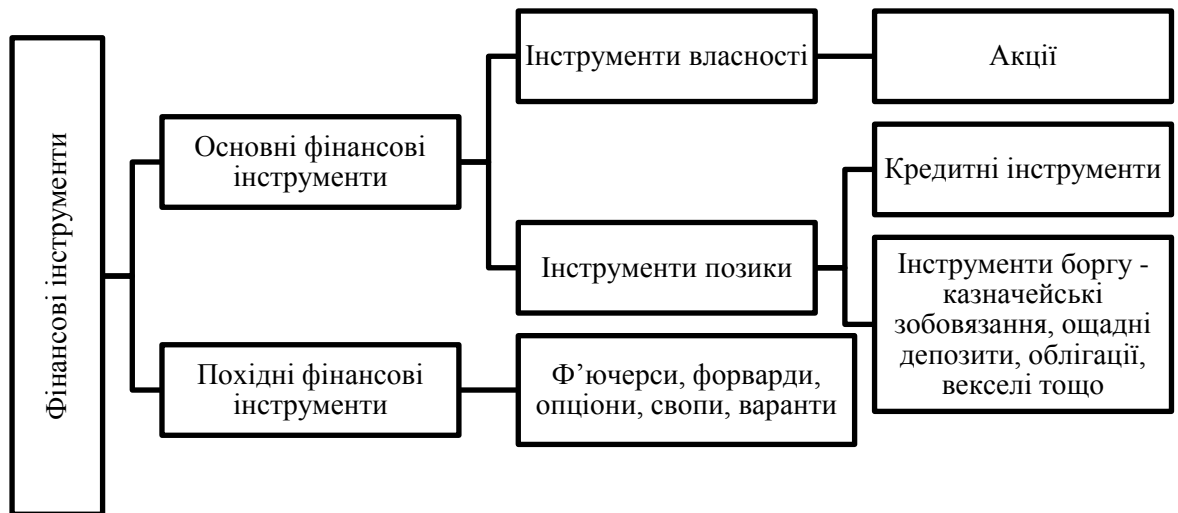 Фінансові інструменти
Основні фінансові
інструменти
Інструменти власності
Акції
Інструменти позики
Кредитні інструменти
Інструменти боргу -
казначейські
зобовязання, ощадні
депозити, облігації,
векселі тощо
Похідні фінансові
інструменти
Ф’ючерси, форварди,
опціони, свопи, варанти